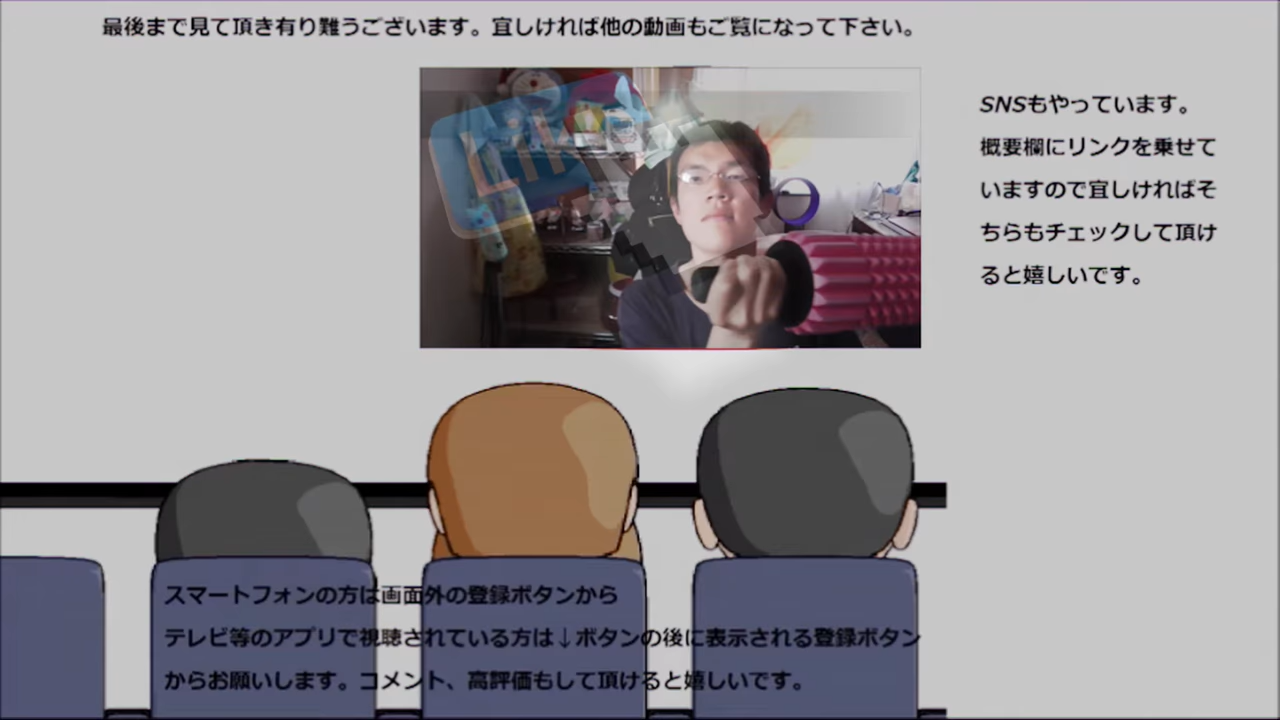 最後まで見て頂き有り難うございます。宜しければ他の動画もご覧になって下さい。
Like
SNSもやっています。
概要欄にリンクを乗せて
いますので宜しければそ
ちらもチェックして頂け
ると嬉しいです。
スマートフォンの方は画面外の登録ボタンから
テレビ等のアプリで視聴されている方は↓ボタンの後に表示される登録ボタン
からお願いします。コメント、高評価もして頂けると嬉しいです。